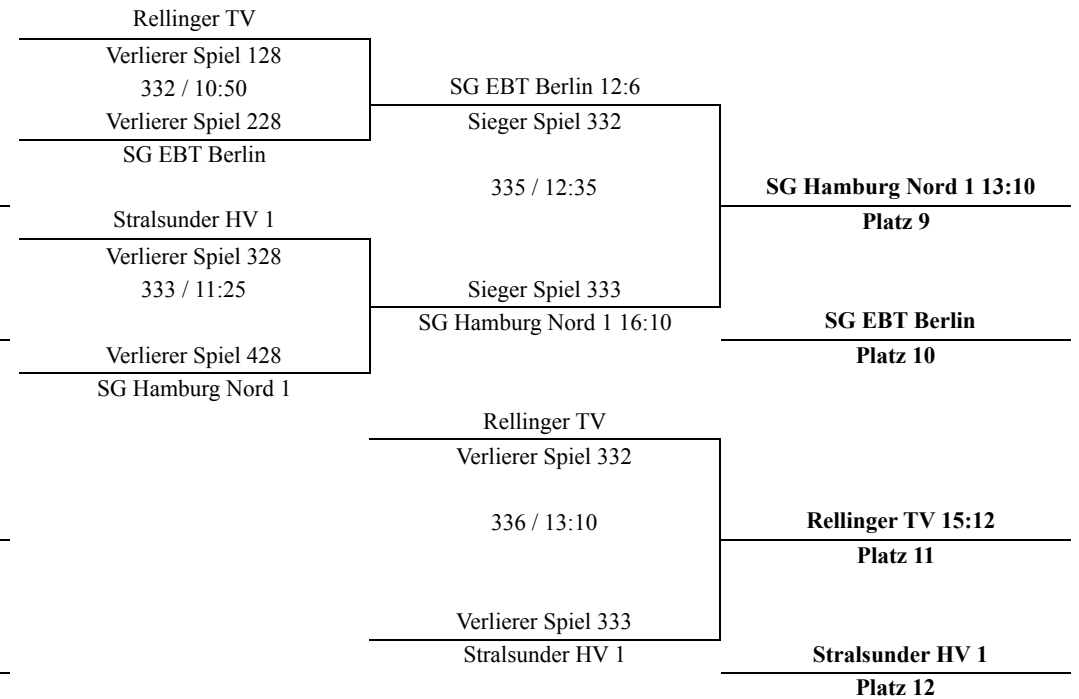 Rellinger TV
Verlierer Spiel 128
332 / 10:50
Verlierer Spiel 228
SG EBT Berlin
Stralsunder HV 1
Verlierer Spiel 328
333 / 11:25
Verlierer Spiel 428
SG Hamburg Nord 1
SG EBT Berlin 12:6
Sieger Spiel 332
335 / 12:35
Sieger Spiel 333
SG Hamburg Nord 1 16:10
Rellinger TV
Verlierer Spiel 332
336 / 13:10
Verlierer Spiel 333
Stralsunder HV 1
SG Hamburg Nord 1 13:10
Platz 9
SG EBT Berlin
Platz 10
Rellinger TV 15:12
Platz 11
Stralsunder HV 1
Platz 12